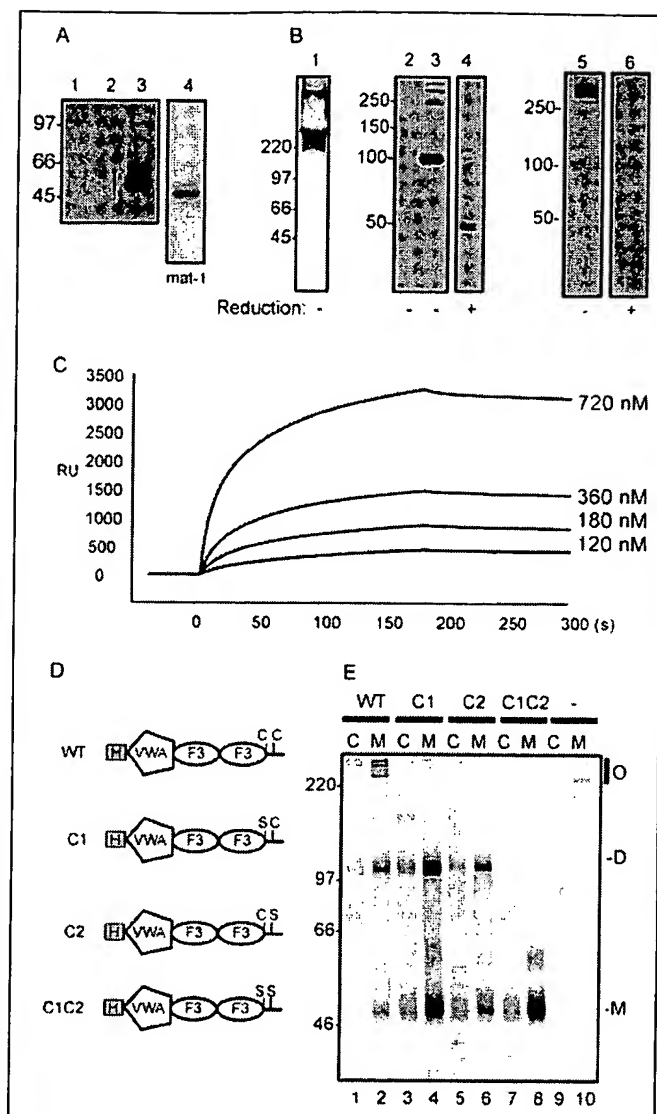 A
B
1 2 3 4
1
2 3 4
5 6
97-
66-
45-
mat-1
220-
97-
66-
45-
250-
150-
100-
50-
250-
100-
50-
Reduction: - - - + - +
C
3500
3000
2500
2000
RU 1500
1000
500
0
720 nM
360 nM
180 nM
120 nM
0 50 100 150 200 250 300 (s)
D
WT H VWA F3 F3 C C
C1 H VWA F3 F3 S C
C2 H VWA F3 F3 C S
C1C2 H VWA F3 F3 S S
E
WT C1 C2 C1C2 -
C M C M C M C M C M
220-
97-
66-
46-
O
-D
-M
1 2 3 4 5 6 7 8 9 10